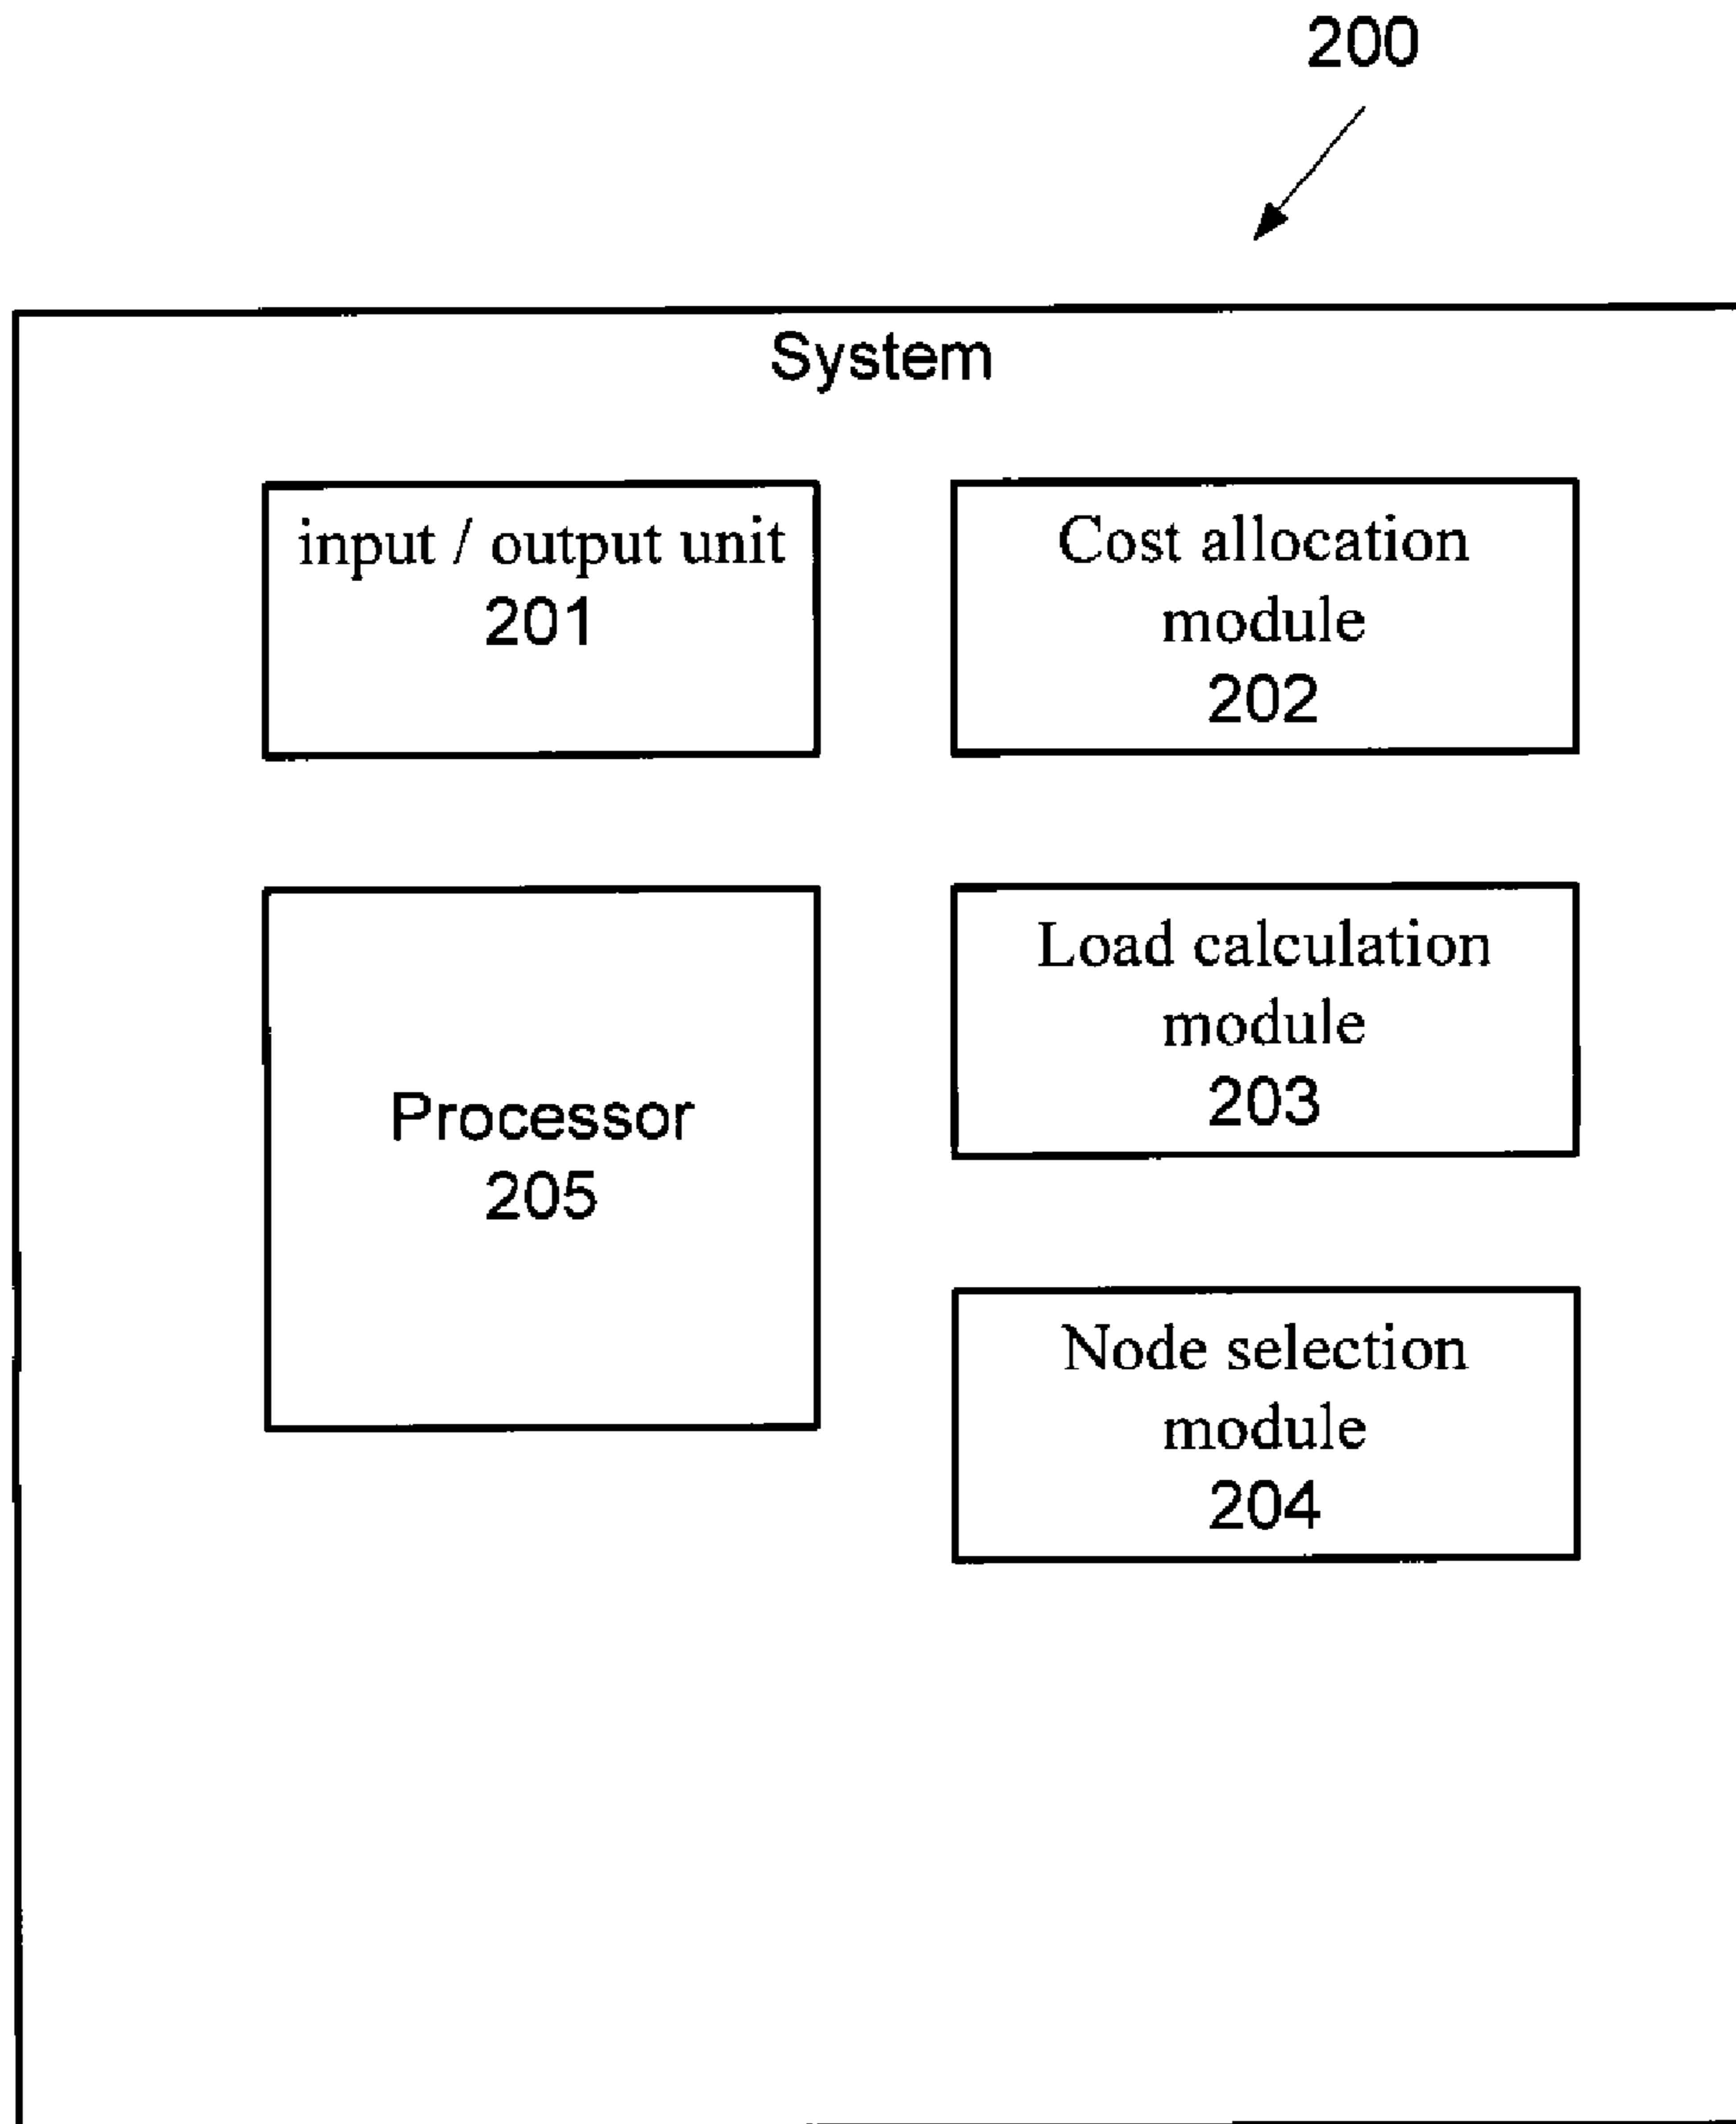 200
System
input / output unit
201
Cost allocation
module
202
Processor
205
Load calculation
module
203
Node selection
module
204